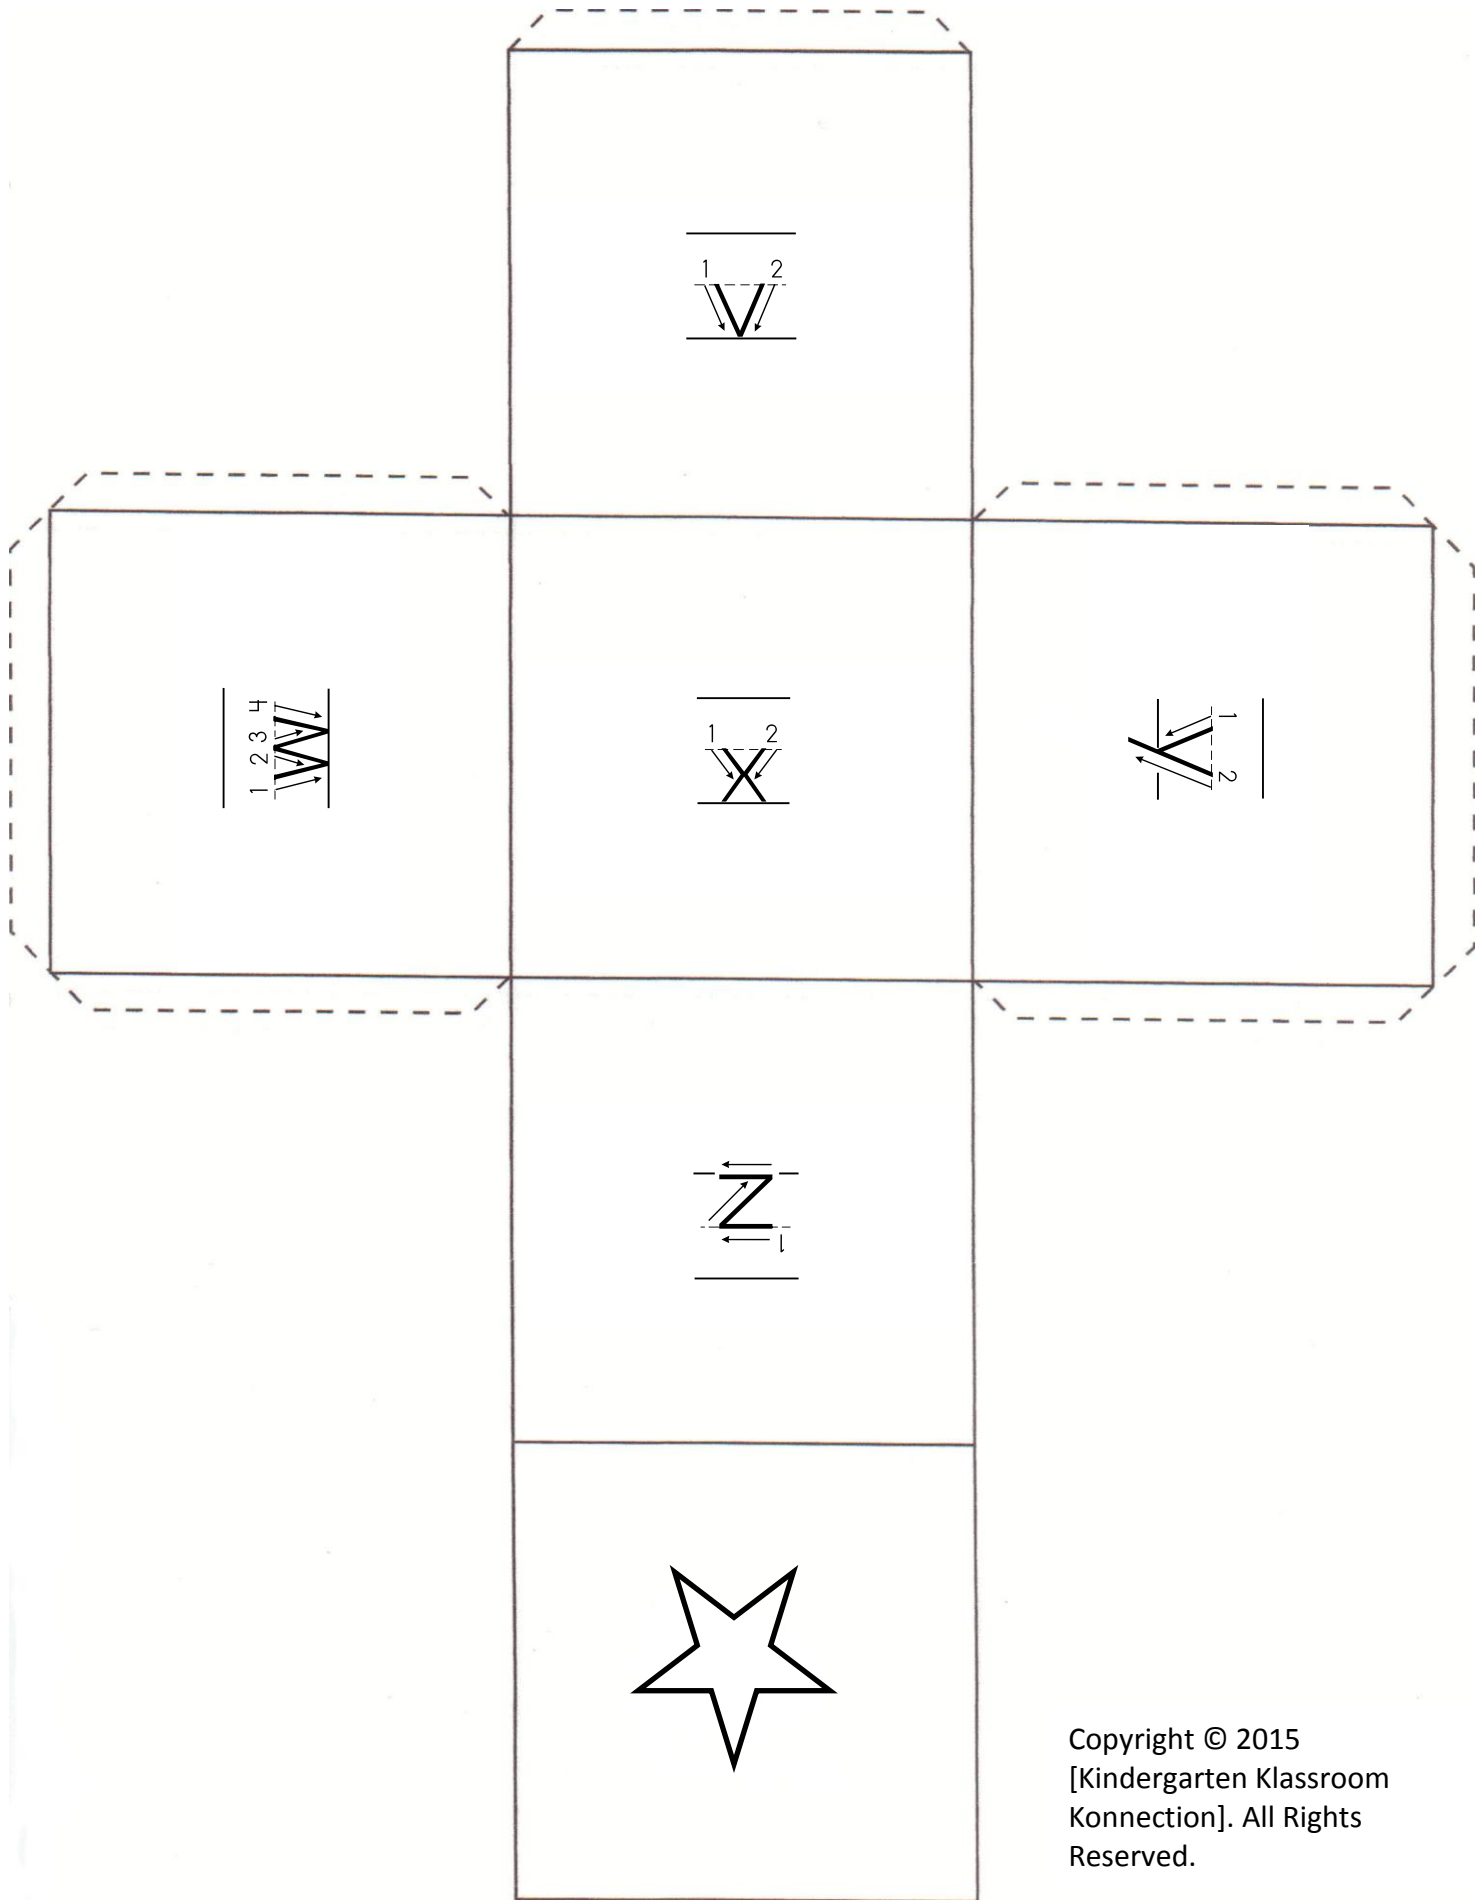 1 2
v
1 2 3 4
w
1 2
x
1 2
y
1
z
Copyright © 2015
[Kindergarten Klassroom
Konnection]. All Rights
Reserved.